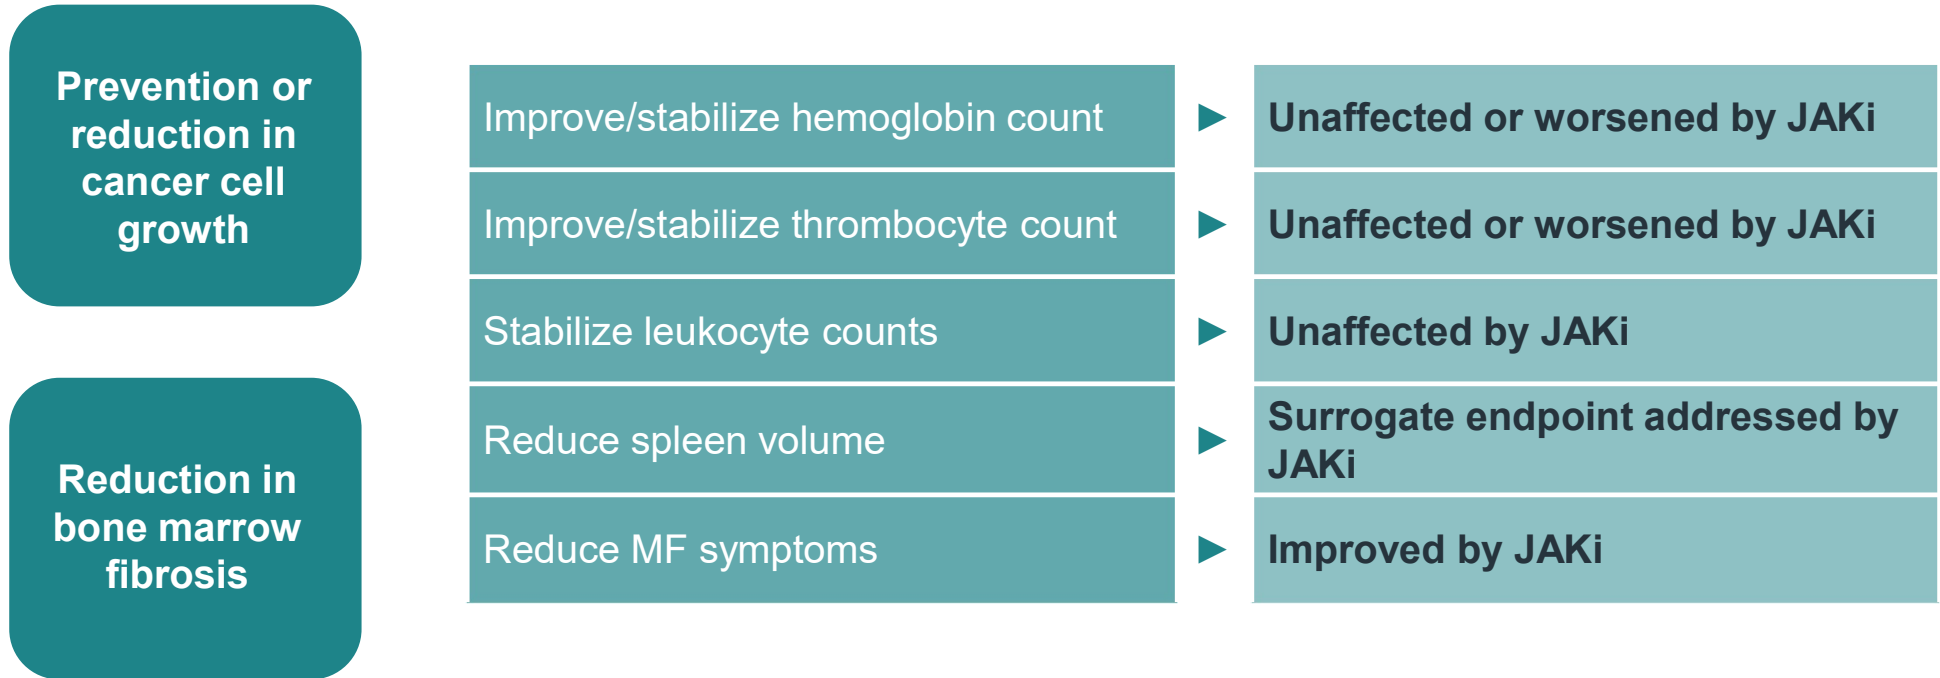 Prevention or
reduction in
cancer cell
growth
Reduction in
bone marrow
fibrosis
Improve/stabilize hemoglobin count
Unaffected or worsened by JAKi
Improve/stabilize thrombocyte count
Unaffected or worsened by JAKi
Stabilize leukocyte counts
Unaffected by JAKi
Reduce spleen volume
Surrogate endpoint addressed by
JAKi
Reduce MF symptoms
Improved by JAKi